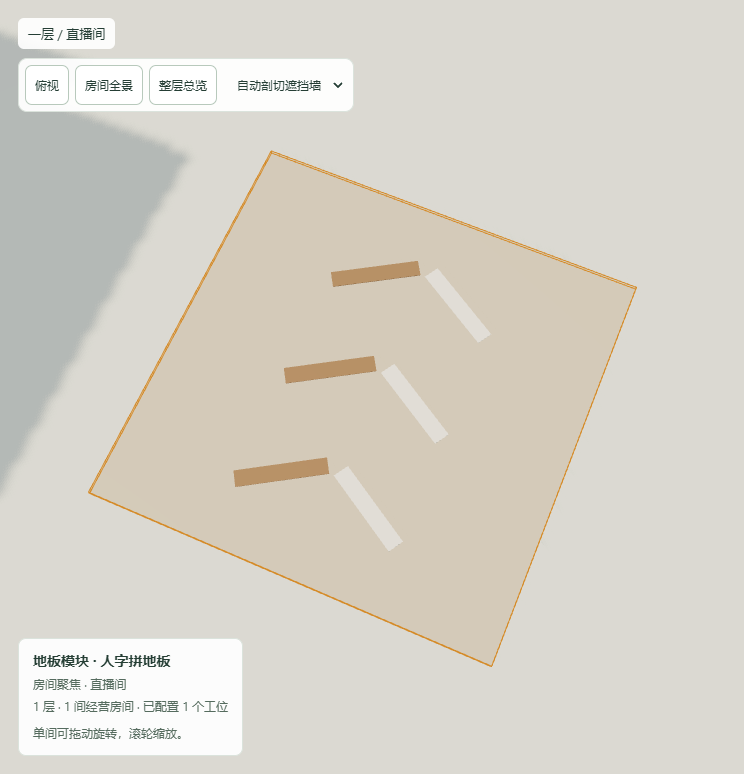 一层 / 直播间
俯视 房间全景 整层总览 自动剖切遮挡墙
地板模块 · 人字拼地板
房间聚焦 · 直播间
1 层 · 1 间经营房间 · 已配置 1 个工位
单间可拖动旋转，滚轮缩放。